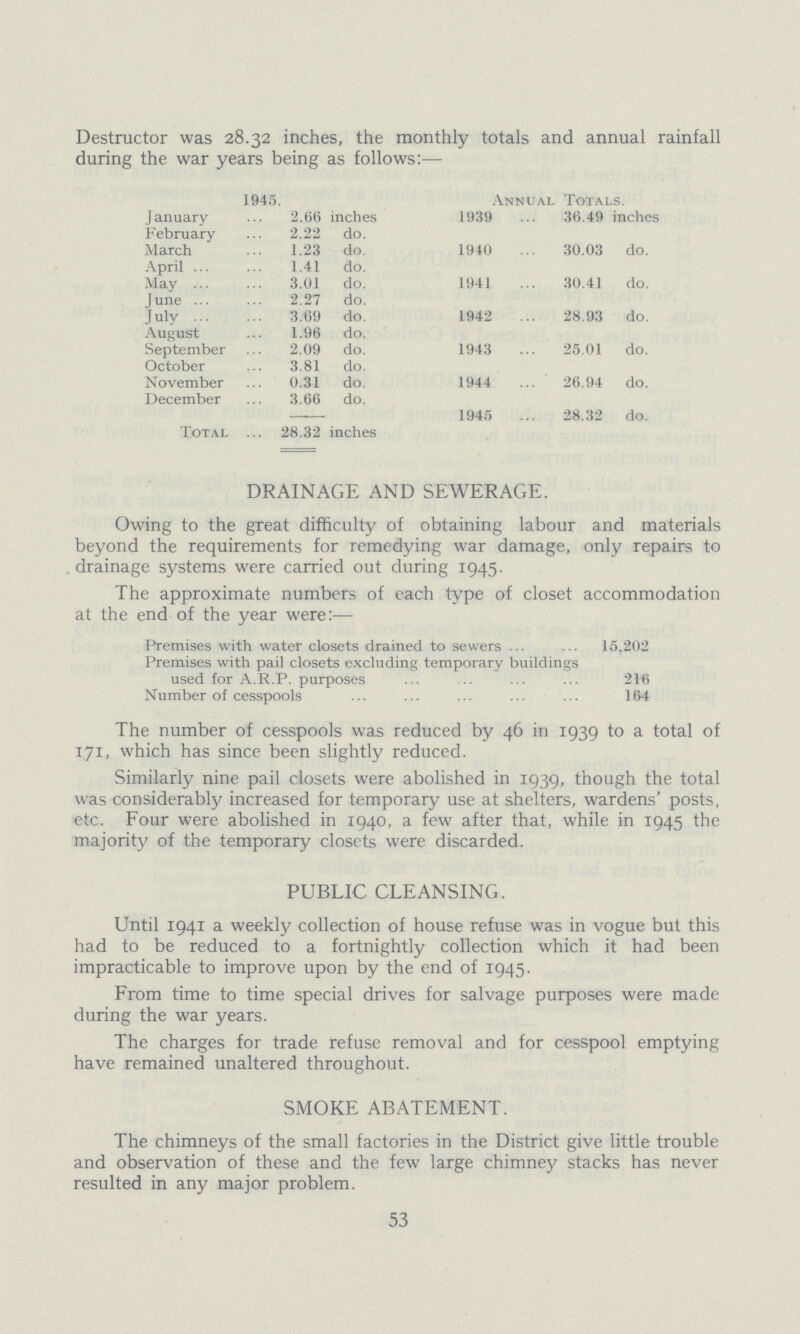 Destructor was 28.32 inches, the monthly totals and annual rainfall
during the war years being as follows:—
1945.
January ... 2.66 inches
February ... 2.22 do.
March ... 1.23 do.
April ... ... 1.41 do.
May ... ... 3.01 do.
June ... ... 2.27 do.
July ... ... 3.69 do.
August ... 1.96 do.
September ... 2.09 do.
October ... 3.81 do.
November ... 0.31 do.
December ... 3.66 do.
Total ... 28.32 inches
Annual Totals.
1939 ... 36.49 inches
1940 ... 30.03 do.
1941 ... 30.41 do.
1942 ... 28.93 do.
1943 ... 25.01 do.
1944 ... 26.94 do.
1945 ... 28.32 do.
DRAINAGE AND SEWERAGE.
Owing to the great difficulty of obtaining labour and materials
beyond the requirements for remedying war damage, only repairs to
drainage systems were carried out during 1945.
The approximate numbers of each type of closet accommodation
at the end of the year were:—
Premises with water closets drained to sewers ... ... 15,202
Premises with pail closets excluding temporary buildings
used for A.R.P. purposes ... ... ... ... 216
Number of cesspools ... ... ... ... ... 164
The number of cesspools was reduced by 46 in 1939 to a total of
171, which has since been slightly reduced.
Similarly nine pail closets were abolished in 1939, though the total
was considerably increased for temporary use at shelters, wardens' posts,
etc. Four were abolished in 1940, a few after that, while in 1945 the
majority of the temporary closets were discarded.
PUBLIC CLEANSING.
Until 1941 a weekly collection of house refuse was in vogue but this
had to be reduced to a fortnightly collection which it had been
impracticable to improve upon by the end of 1945.
From time to time special drives for salvage purposes were made
during the war years.
The charges for trade refuse removal and for cesspool emptying
have remained unaltered throughout.
SMOKE ABATEMENT.
The chimneys of the small factories in the District give little trouble
and observation of these and the few large chimney stacks has never
resulted in any major problem.
53